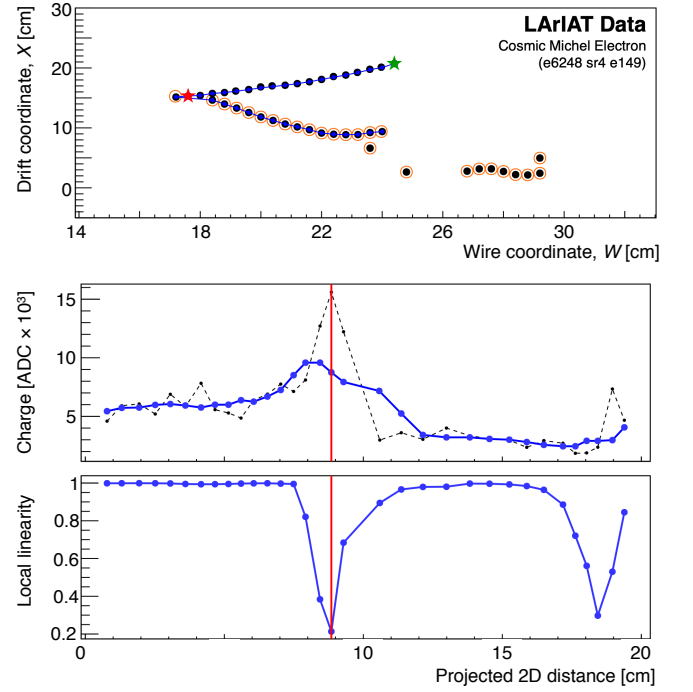 LArIAT Data
Cosmic Michel Electron
(e6248 sr4 e149)
Drift coordinate, X [cm]
30
20
10
0
14 18 22 26 30
Wire coordinate, W [cm]
Charge [ADC × 10³]
15
10
5
Local linearity
1
0.8
0.6
0.4
0.2
0 10 20
Projected 2D distance [cm]